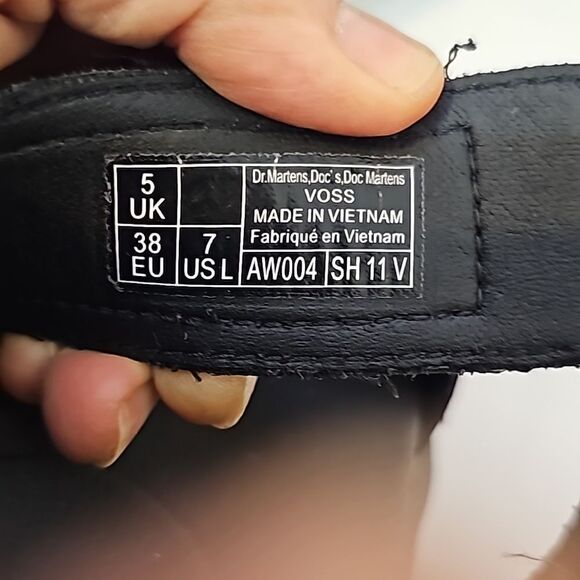 5
UK
38
EU
7
US L
Dr.Martens,Doc's,Doc Martens
VOSS
MADE IN VIETNAM
Fabriqué en Vietnam
AW004
SH 11 V